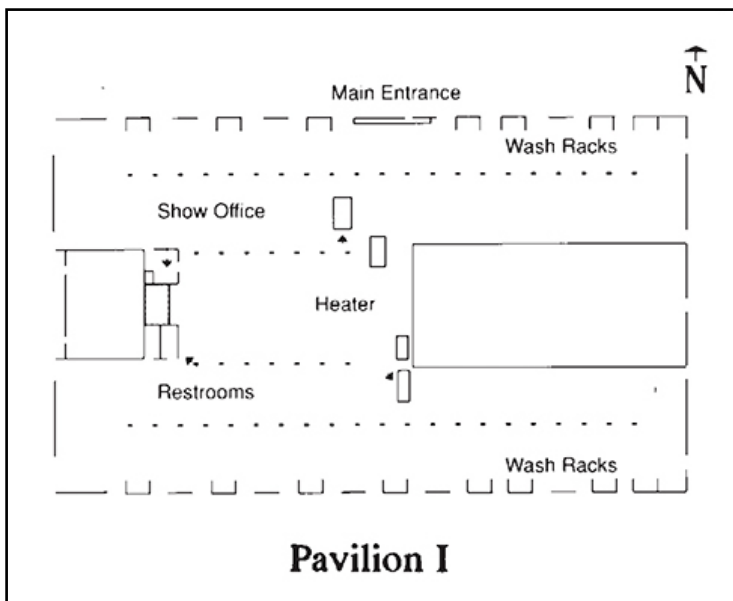 N
Main Entrance
Wash Racks
Show Office
Heater
Restrooms
Wash Racks
Pavilion I